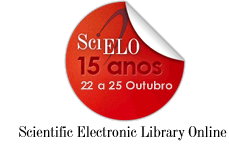 SciELO
15 anos
22 a 25 Outubro
Scientific Electronic Library Online